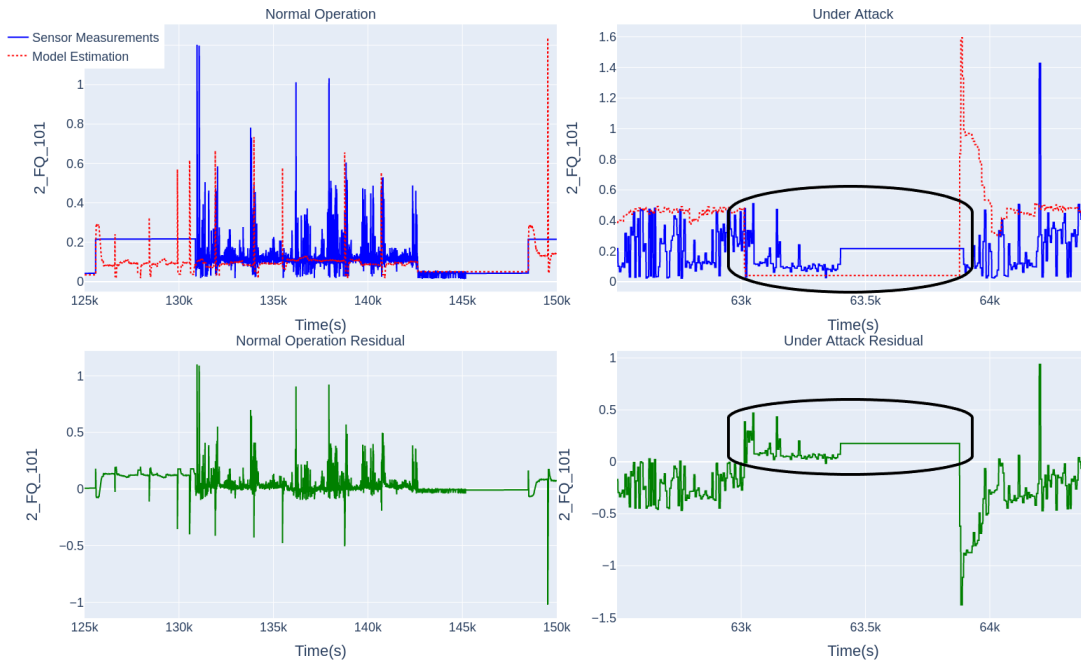 Normal Operation
Sensor Measurements
Model Estimation
2_FQ_101
1
0.8
0.6
0.4
0.2
0
125k
130k
135k
140k
145k
150k
Time(s)
Under Attack
2_FQ_101
1.6
1.4
1.2
1
0.8
0.6
0.4
0.2
0
63k
63.5k
64k
Time(s)
Normal Operation Residual
2_FQ_101
1
0.5
0
−0.5
−1
125k
130k
135k
140k
145k
150k
Time(s)
Under Attack Residual
2_FQ_101
1
0.5
0
−0.5
−1
−1.5
63k
63.5k
64k
Time(s)